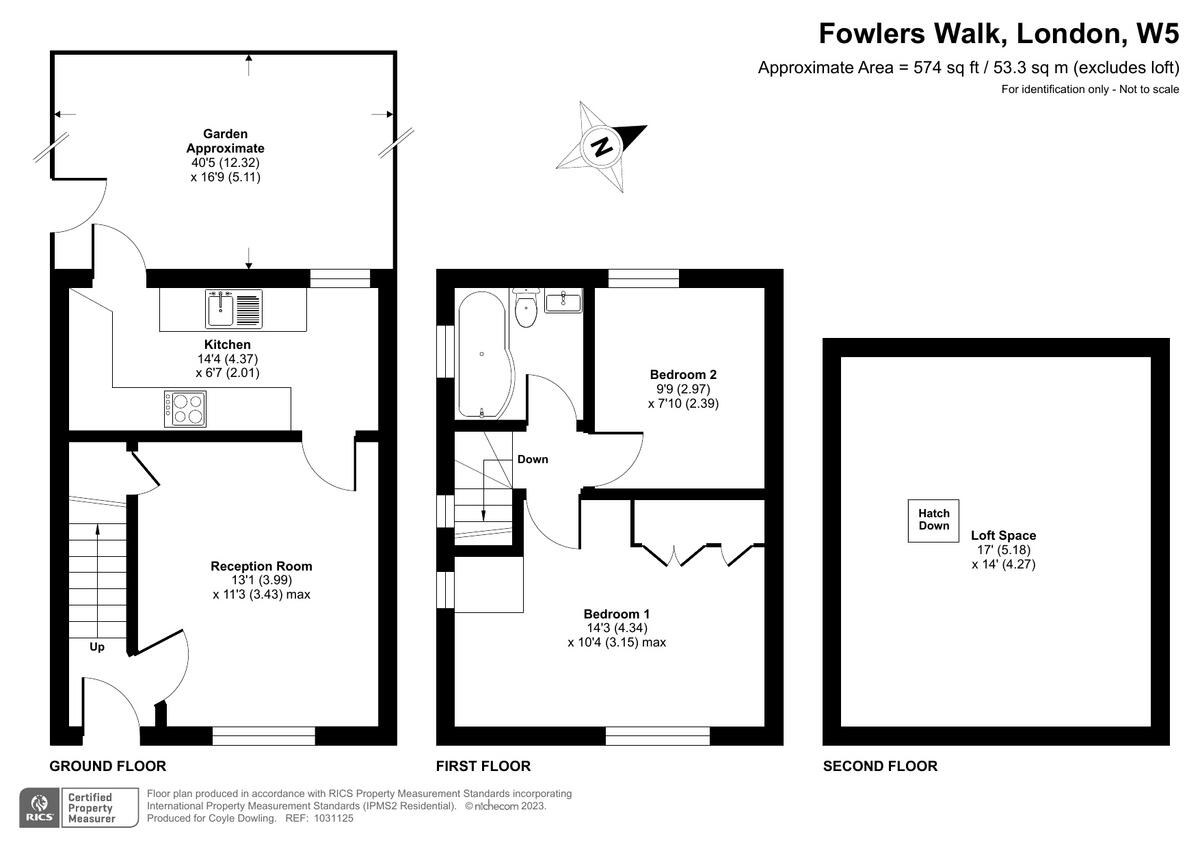 Fowlers Walk, London, W5
Approximate Area = 574 sq ft / 53.3 sq m (excludes loft)
For identification only - Not to scale
Garden
Approximate
40'5 (12.32)
x 16'9 (5.11)
N
Kitchen
14'4 (4.37)
x 6'7 (2.01)
Reception Room
13'1 (3.99)
x 11'3 (3.43) max
Up
GROUND FLOOR
Bedroom 2
9'9 (2.97)
x 7'10 (2.39)
Down
Bedroom 1
14'3 (4.34)
x 10'4 (3.15) max
FIRST FLOOR
Hatch
Down
Loft Space
17' (5.18)
x 14' (4.27)
SECOND FLOOR
RICS
Certified
Property
Measurer
Floor plan produced in accordance with RICS Property Measurement Standards incorporating
International Property Measurement Standards (IPMS2 Residential). © nichecom 2023.
Produced for Coyle Dowling. REF: 1031125